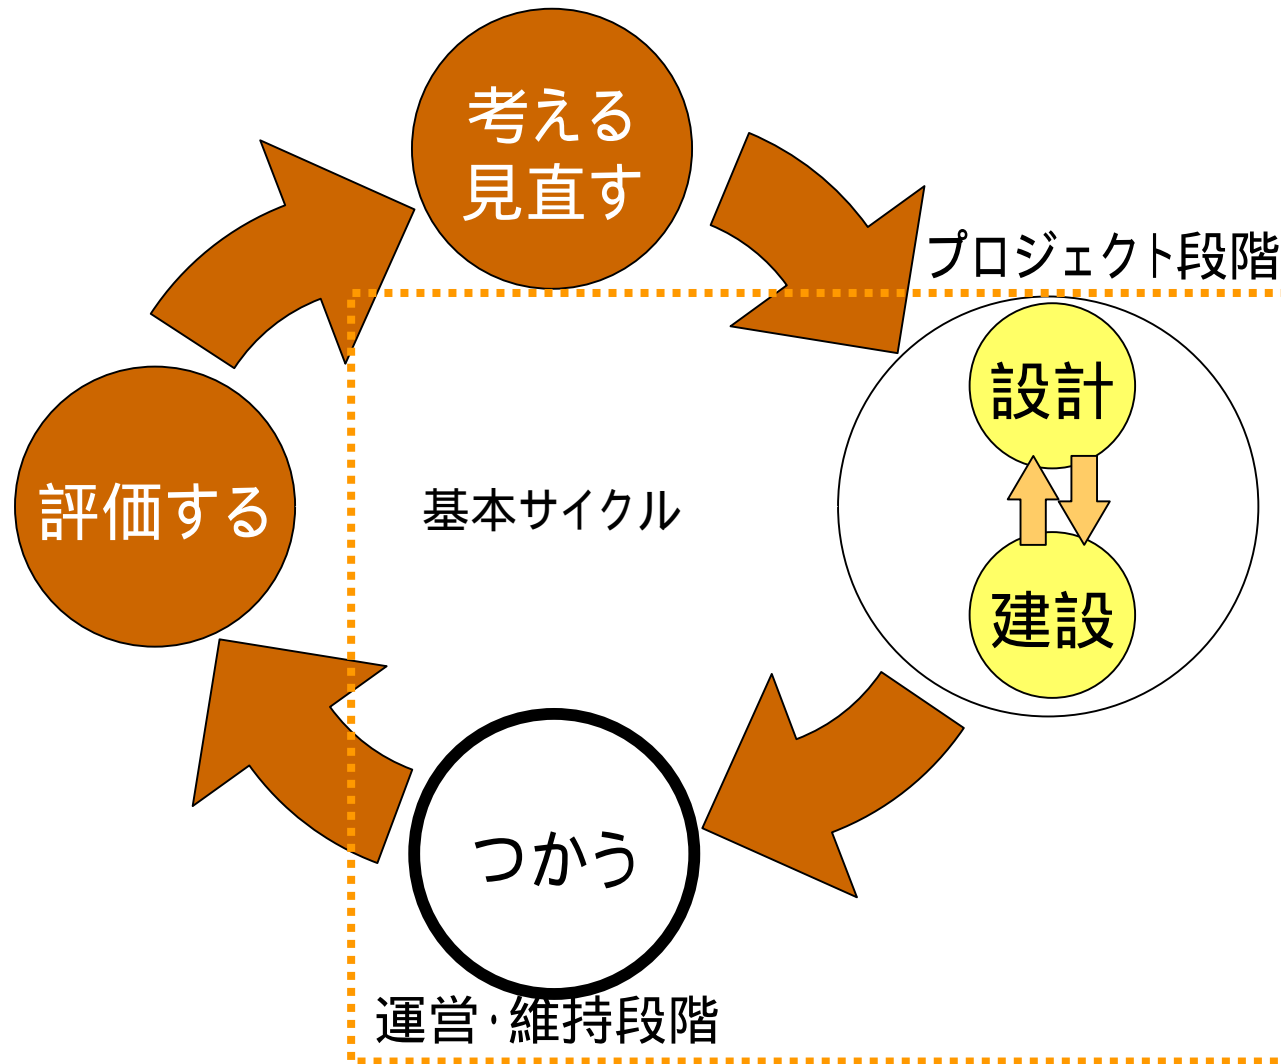 考える
見直す
プロジェクト段階
設計
評価する
基本サイクル
建設
つかう
運営・維持段階